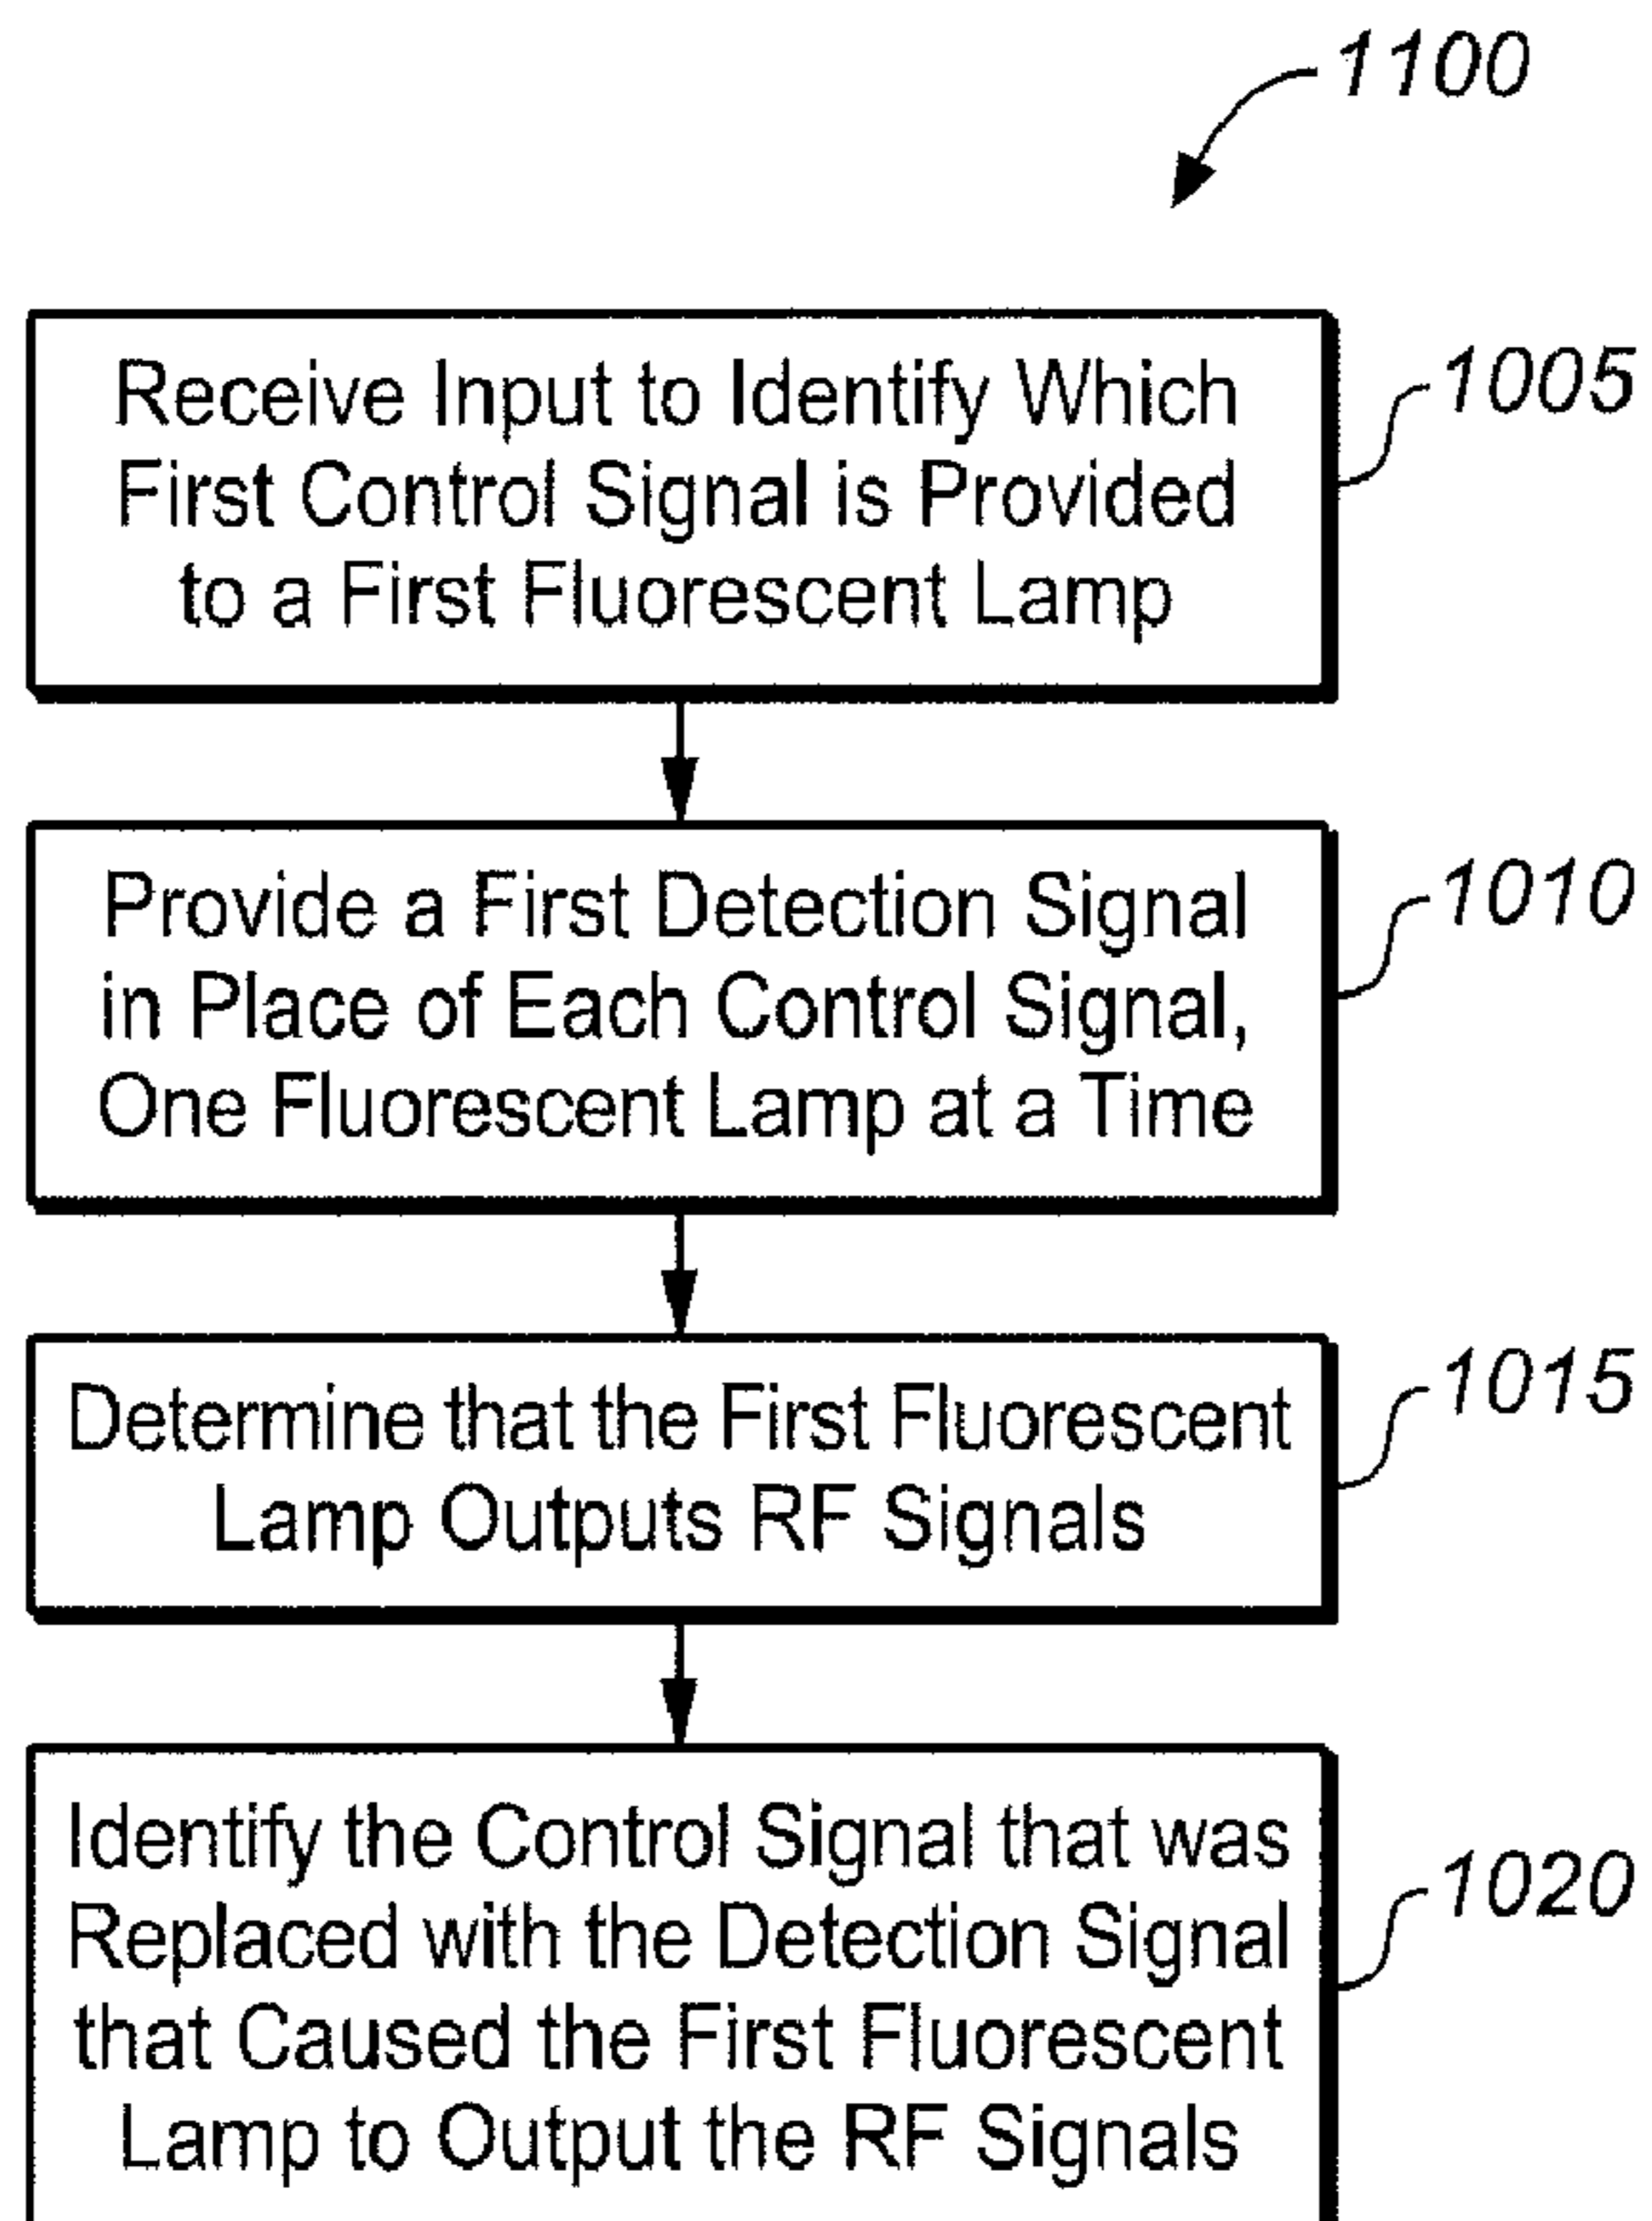 1100
Receive Input to Identify Which
First Control Signal is Provided
to a First Fluorescent Lamp
1005
Provide a First Detection Signal
in Place of Each Control Signal,
One Fluorescent Lamp at a Time
1010
Determine that the First Fluorescent
Lamp Outputs RF Signals
1015
Identify the Control Signal that was
Replaced with the Detection Signal
that Caused the First Fluorescent
Lamp to Output the RF Signals
1020